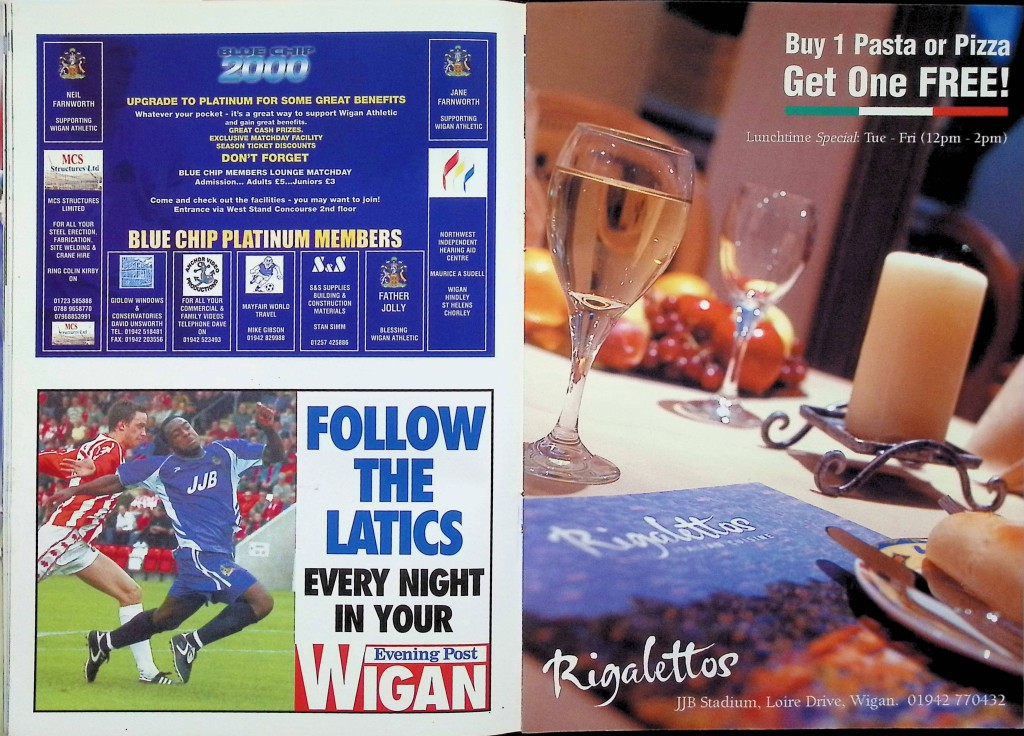 BLUE CHIP
2000
UPGRADE TO PLATINUM FOR SOME GREAT BENEFITS
Whatever your pocket - it's a great way to support Wigan Athletic
and gain great benefits.
GREAT CASH PRIZES.
EXCLUSIVE MATCHDAY FACILITY
SEASON TICKET DISCOUNTS
DON'T FORGET
BLUE CHIP MEMBERS LOUNGE MATCHDAY
Admission... Adults £5...Juniors £3
Come and check out the facilities - you may want to join!
Entrance via West Stand Concourse 2nd floor
BLUE CHIP PLATINUM MEMBERS
NEIL
FARNWORTH
SUPPORTING
WIGAN ATHLETIC
MCS
Structures Ltd
MCS STRUCTURES
LIMITED
FOR ALL YOUR
STEEL ERECTION,
FABRICATION,
SITE WELDING &
CRANE HIRE
RING COLIN KIRBY
ON
01723 585888
0788 9658770
07968853991
MCS
Structures Ltd
GIDLOW WINDOWS
&
CONSERVATORIES
DAVID UNSWORTH
TEL: 01942 518481
FAX: 01942 203556
ANCHOR VIDEO
PRODUCTIONS
FOR ALL YOUR
COMMERCIAL &
FAMILY VIDEOS
TELEPHONE DAVE
ON
01942 523493
MAYFAIR WORLD
TRAVEL
MIKE GIBSON
01942 829988
S&S
S&S SUPPLIES
BUILDING &
CONSTRUCTION
MATERIALS
STAN SIMM
01257 425886
FATHER
JOLLY
BLESSING
WIGAN ATHLETIC
JANE
FARNWORTH
SUPPORTING
WIGAN ATHLETIC
NORTHWEST
INDEPENDENT
HEARING AID
CENTRE
MAURICE A SUDELL
WIGAN
HINDLEY
ST HELENS
CHORLEY
JJB
FOLLOW
THE
LATICS
EVERY NIGHT
IN YOUR
Evening Post
WIGAN
Buy 1 Pasta or Pizza
Get One FREE!
Lunchtime Special: Tue - Fri (12pm - 2pm)
Rigalettos
CUISINE
Rigalettos
JJB Stadium, Loire Drive, Wigan. 01942 770432